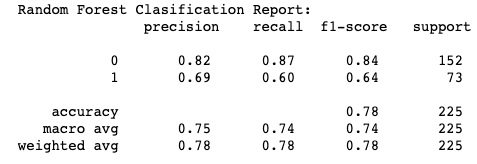 Random Forest Classification Report:
precision recall f1-score support
0 0.82 0.87 0.84 152
1 0.69 0.60 0.64 73
accuracy 0.78 225
macro avg 0.75 0.74 0.74 225
weighted avg 0.78 0.78 0.78 225